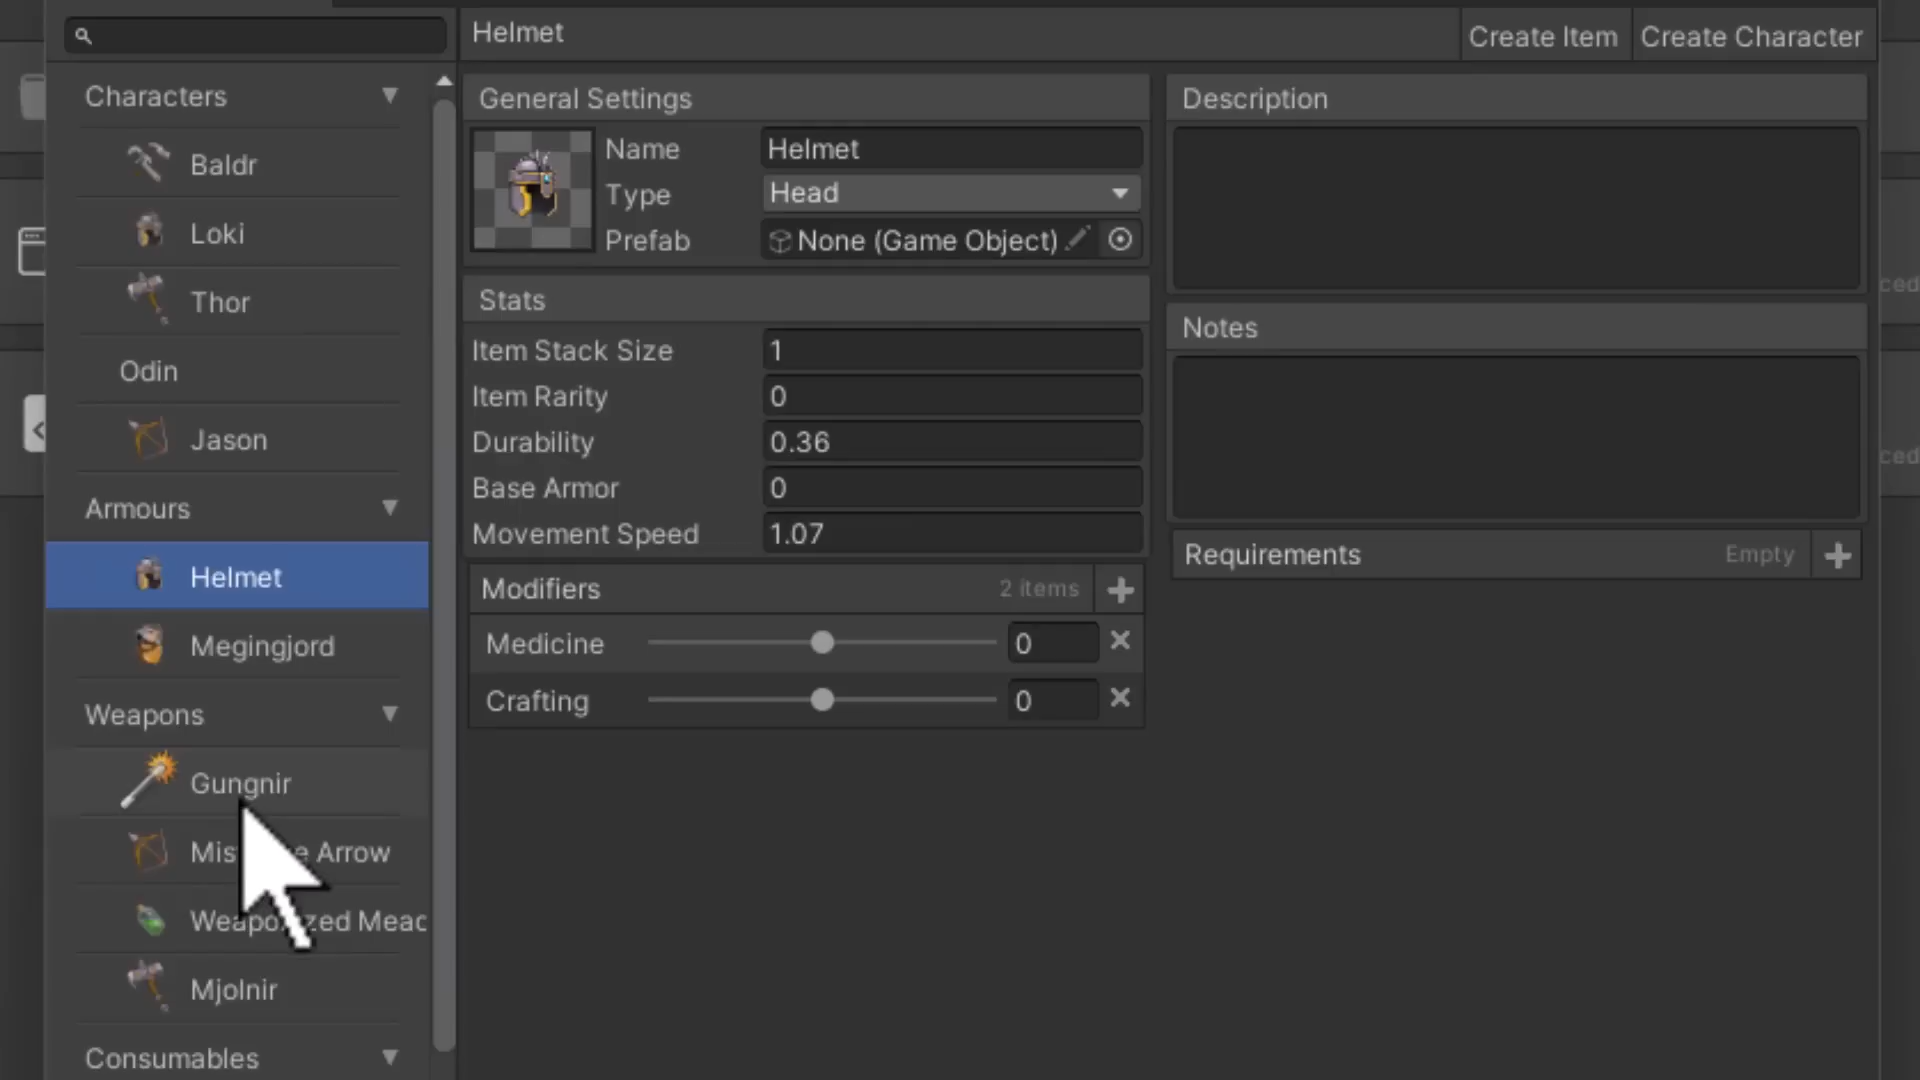 Helmet
Create Item
Create Character
Characters
Baldr
Loki
Thor
Odin
Jason
Armours
Helmet
Megingjord
Weapons
Gungnir
Arrow
Mjolnir
Consumables
General Settings
Name
Helmet
Type
Head
Prefab
None (Game Object)
Stats
Item Stack Size
1
Item Rarity
0
Durability
0.36
Base Armor
0
Movement Speed
1.07
Modifiers
2 items
Medicine
0
Crafting
0
Description
Notes
Requirements
Empty
ced
ced